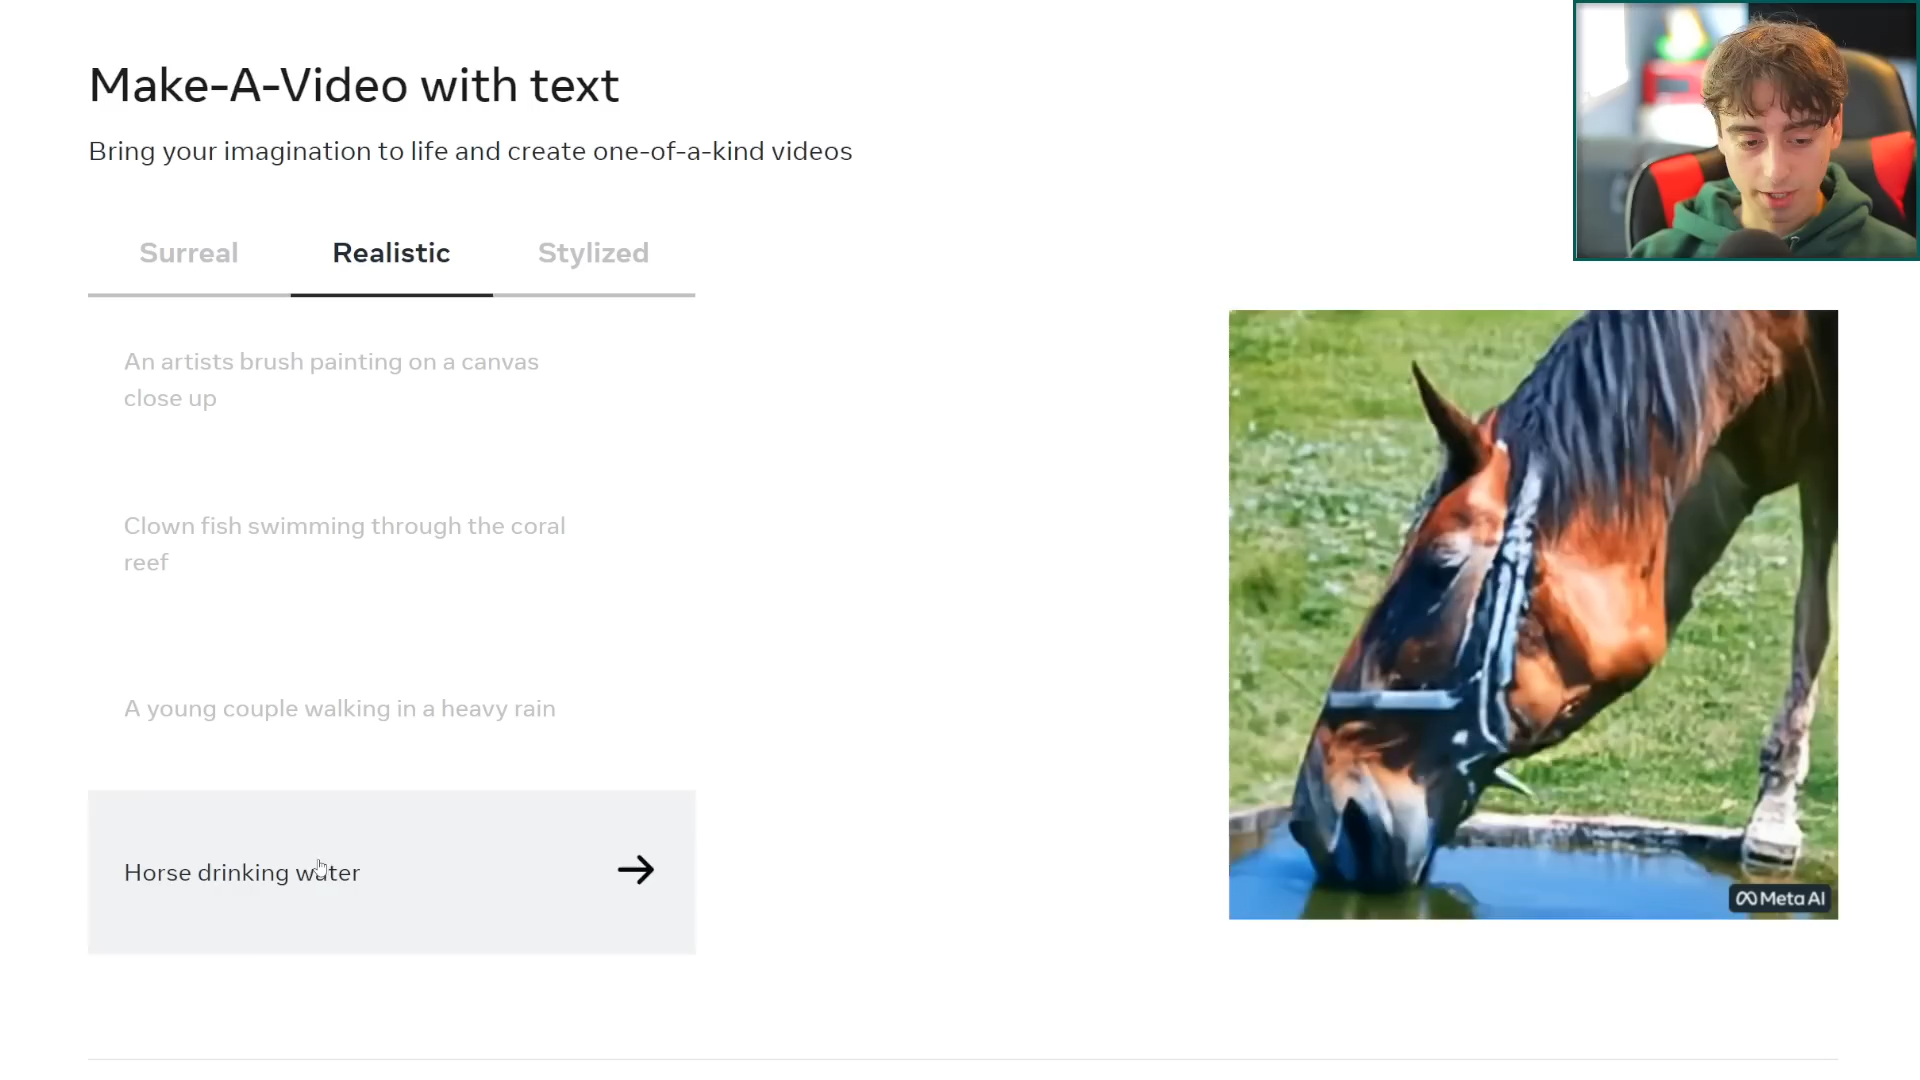 Make-A-Video with text
Bring your imagination to life and create one-of-a-kind videos
Surreal
Realistic
Stylized
An artists brush painting on a canvas
close up
Clown fish swimming through the coral
reef
A young couple walking in a heavy rain
Horse drinking water
Meta AI